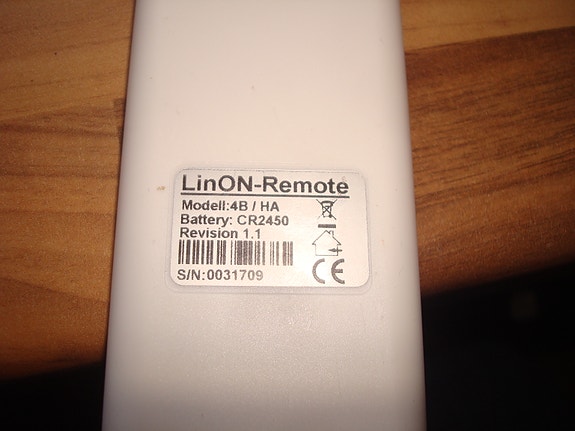 LinON-Remote
Modell:4B / HA
Battery: CR2450
Revision 1.1
S/N:0031709
CE